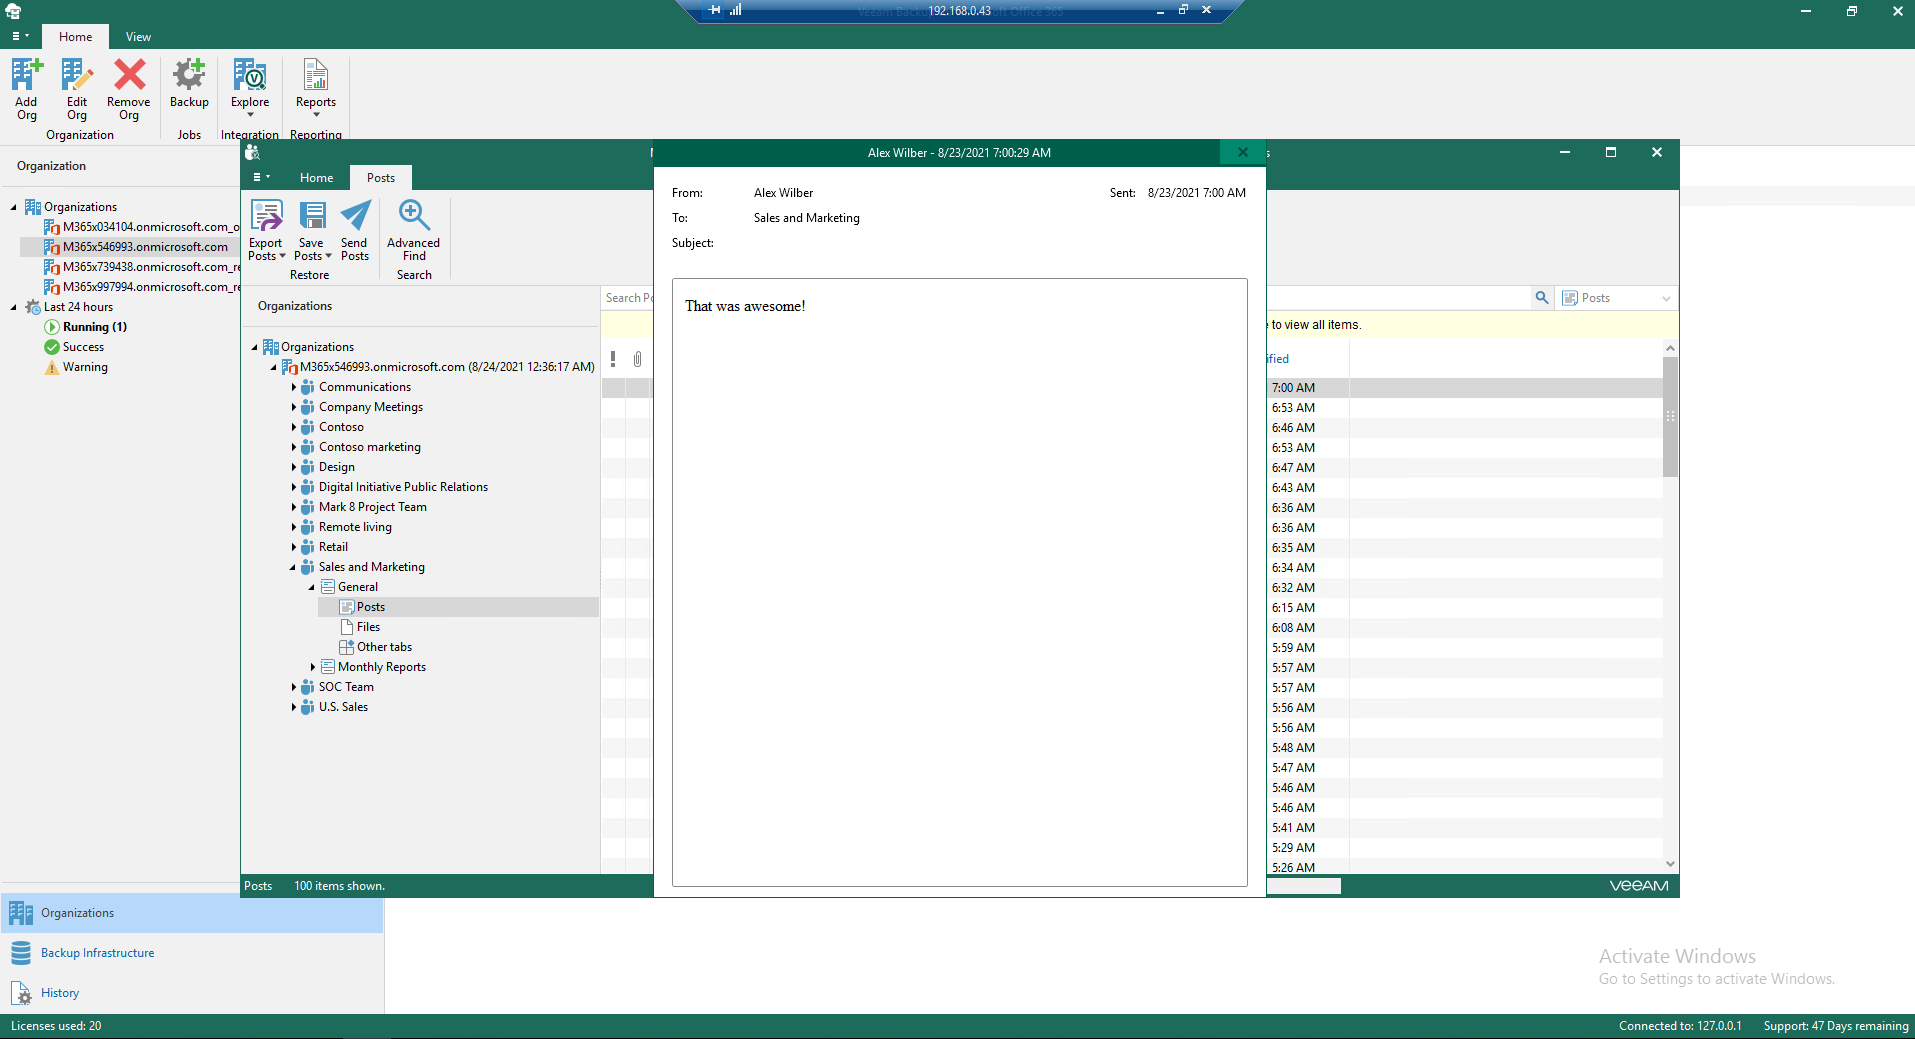 192.168.0.43
Home
View
Add Org
Edit Org
Remove Org
Backup
Explore
Reports
Organization
Jobs
Integration
Reporting
Organization
Organizations
M365x034104.onmicrosoft.com_o
M365x546993.onmicrosoft.com
M365x739438.onmicrosoft.com_re
M365x997994.onmicrosoft.com_re
Last 24 hours
Running (1)
Success
Warning
Organizations
Backup Infrastructure
History
Home
Posts
Export Posts
Save Posts
Send Posts
Advanced Find
Restore
Search
Organizations
Organizations
M365x546993.onmicrosoft.com (8/24/2021 12:36:17 AM)
Communications
Company Meetings
Contoso
Contoso marketing
Design
Digital Initiative Public Relations
Mark 8 Project Team
Remote living
Retail
Sales and Marketing
General
Posts
Files
Other tabs
Monthly Reports
SOC Team
U.S. Sales
Search Po
Alex Wilber - 8/23/2021 7:00:29 AM
From: Alex Wilber
Sent: 8/23/2021 7:00 AM
To: Sales and Marketing
Subject:
That was awesome!
Posts
e to view all items.
ified
7:00 AM
6:53 AM
6:46 AM
6:53 AM
6:47 AM
6:43 AM
6:36 AM
6:36 AM
6:35 AM
6:34 AM
6:32 AM
6:15 AM
6:08 AM
5:59 AM
5:57 AM
5:57 AM
5:56 AM
5:56 AM
5:48 AM
5:47 AM
5:46 AM
5:46 AM
5:41 AM
5:29 AM
5:26 AM
Posts 100 items shown.
VEEAM
Activate Windows
Go to Settings to activate Windows.
Licenses used: 20
Connected to: 127.0.0.1
Support: 47 Days remaining